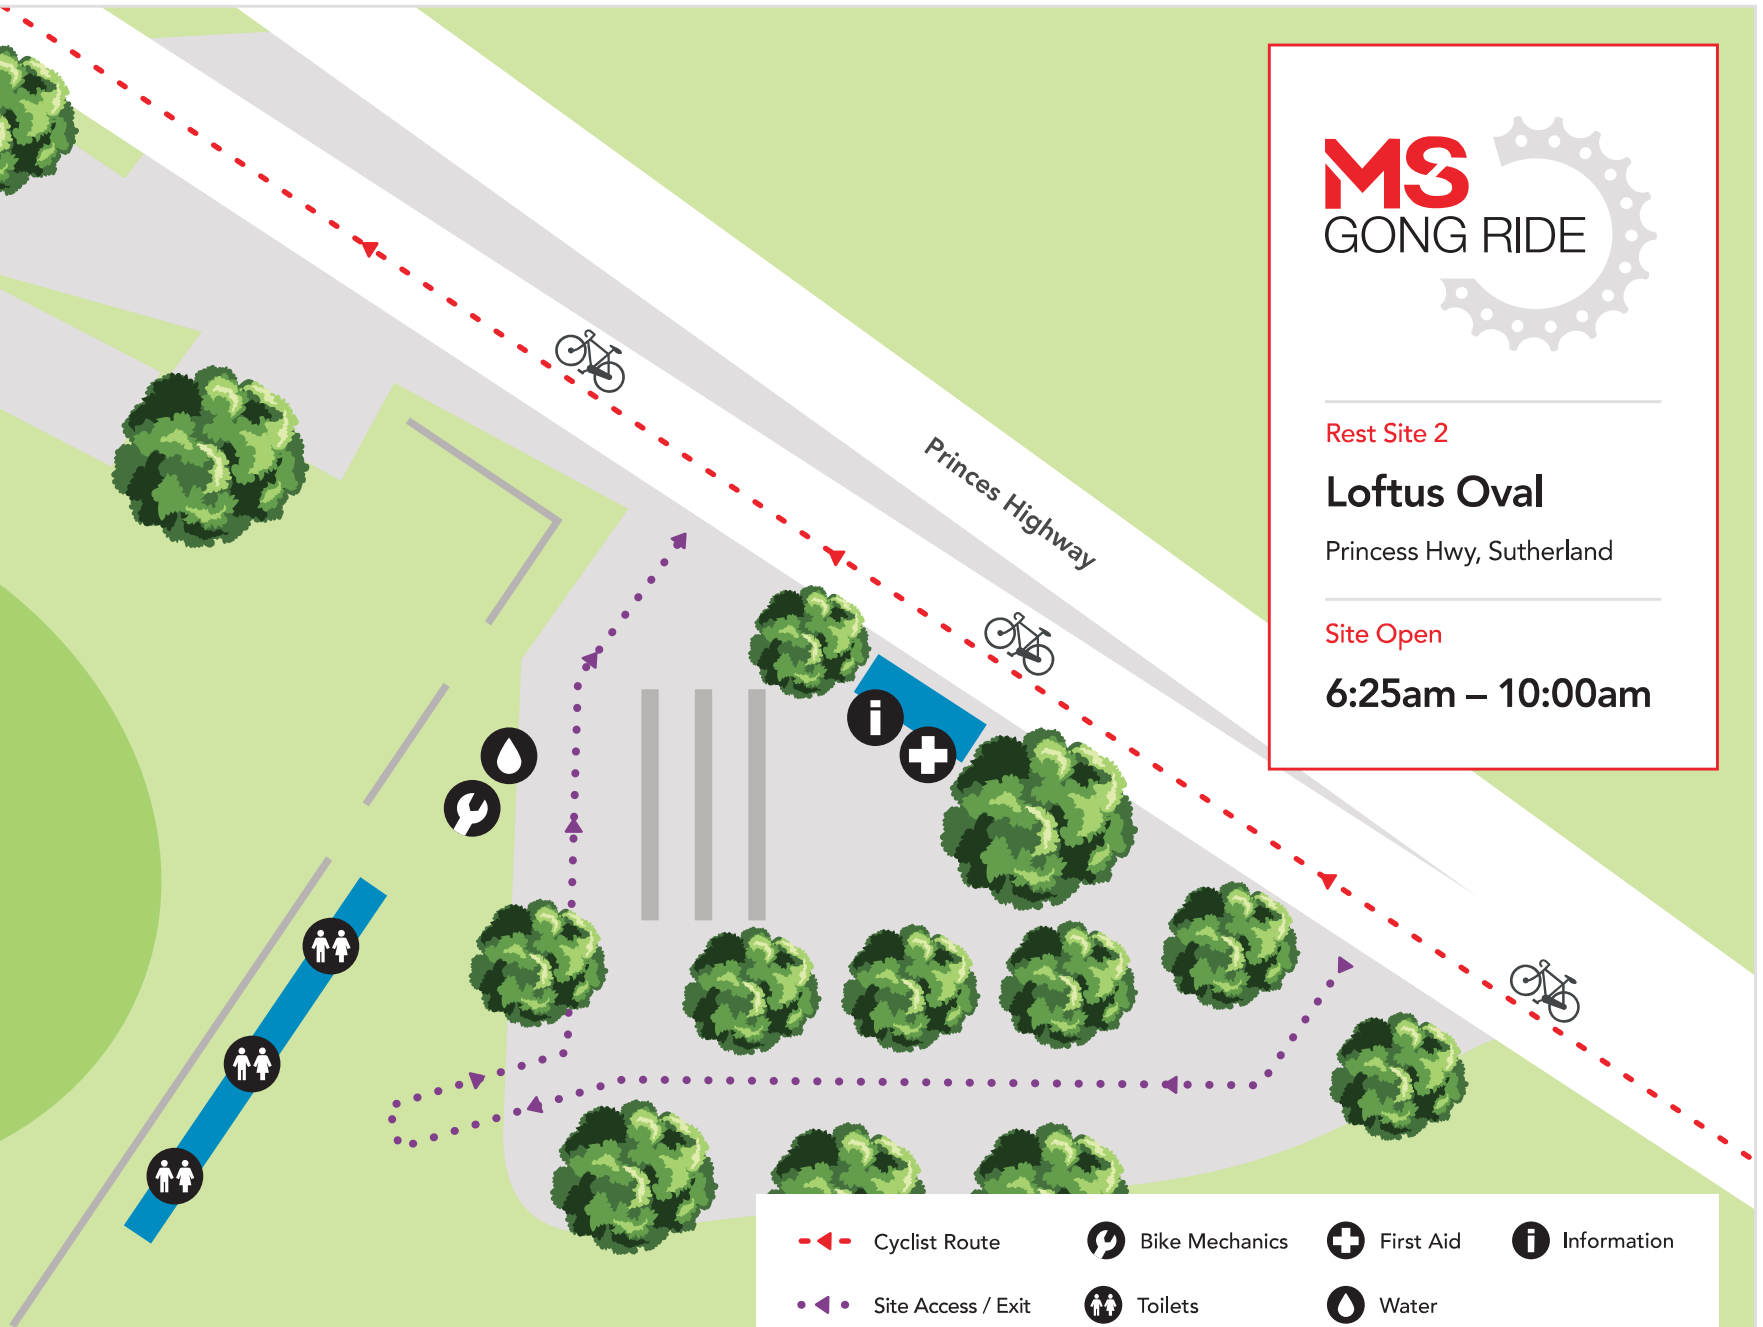 MS
GONG RIDE
Rest Site 2
Loftus Oval
Princess Hwy, Sutherland
Site Open
6:25am – 10:00am
Princes Highway
Cyclist Route
Bike Mechanics
First Aid
Information
Site Access / Exit
Toilets
Water